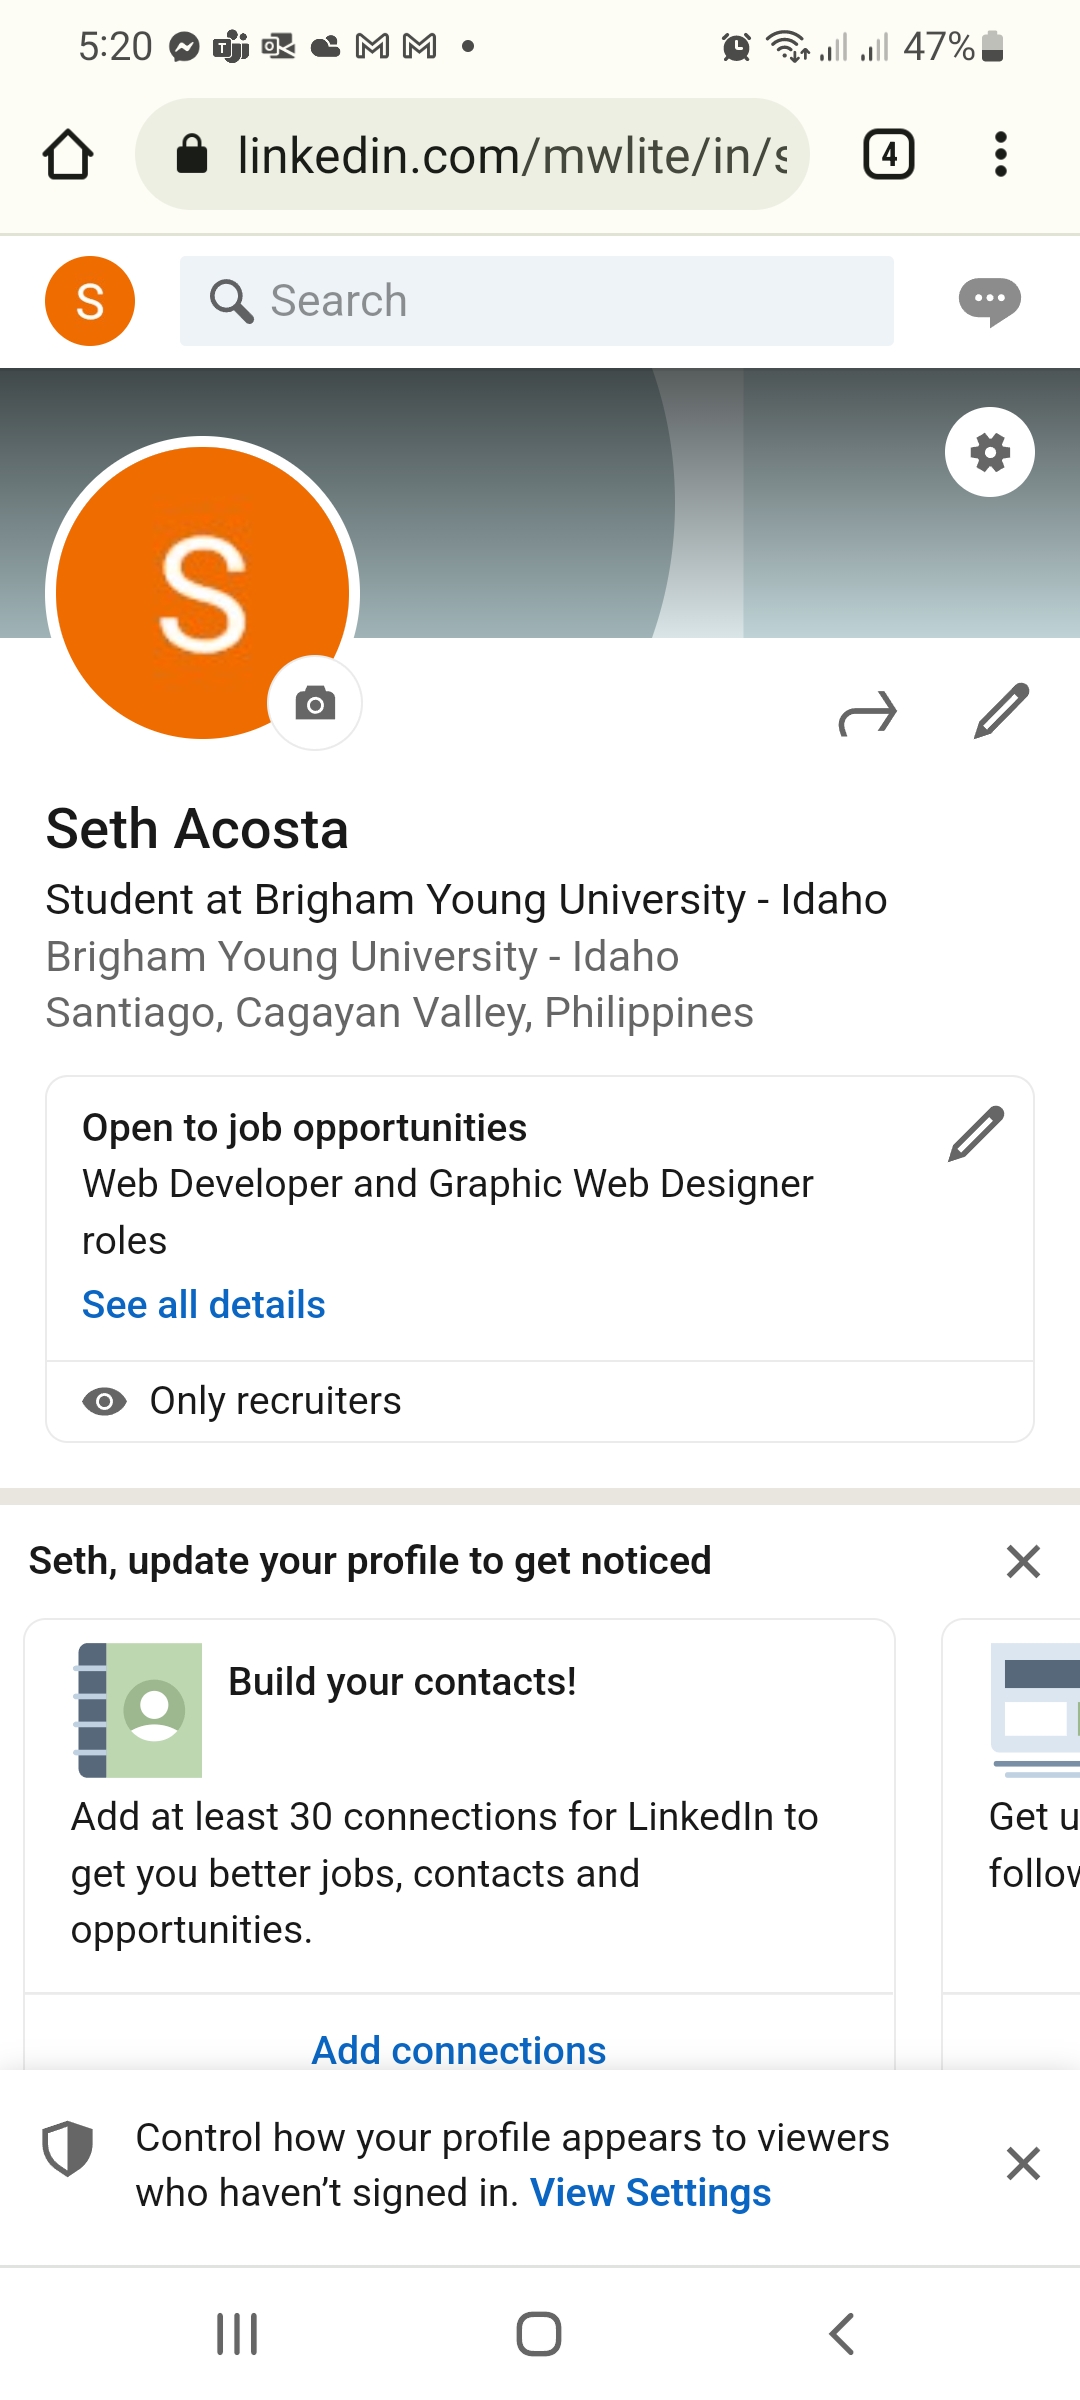 5:20
47%
linkedin.com/mwlite/in/s
4
S
Search
S
Seth Acosta
Student at Brigham Young University - Idaho
Brigham Young University - Idaho
Santiago, Cagayan Valley, Philippines
Open to job opportunities
Web Developer and Graphic Web Designer
roles
See all details
Only recruiters
Seth, update your profile to get noticed
Build your contacts!
Add at least 30 connections for LinkedIn to
get you better jobs, contacts and
opportunities.
Add connections
Get u
follow
Control how your profile appears to viewers
who haven’t signed in. View Settings